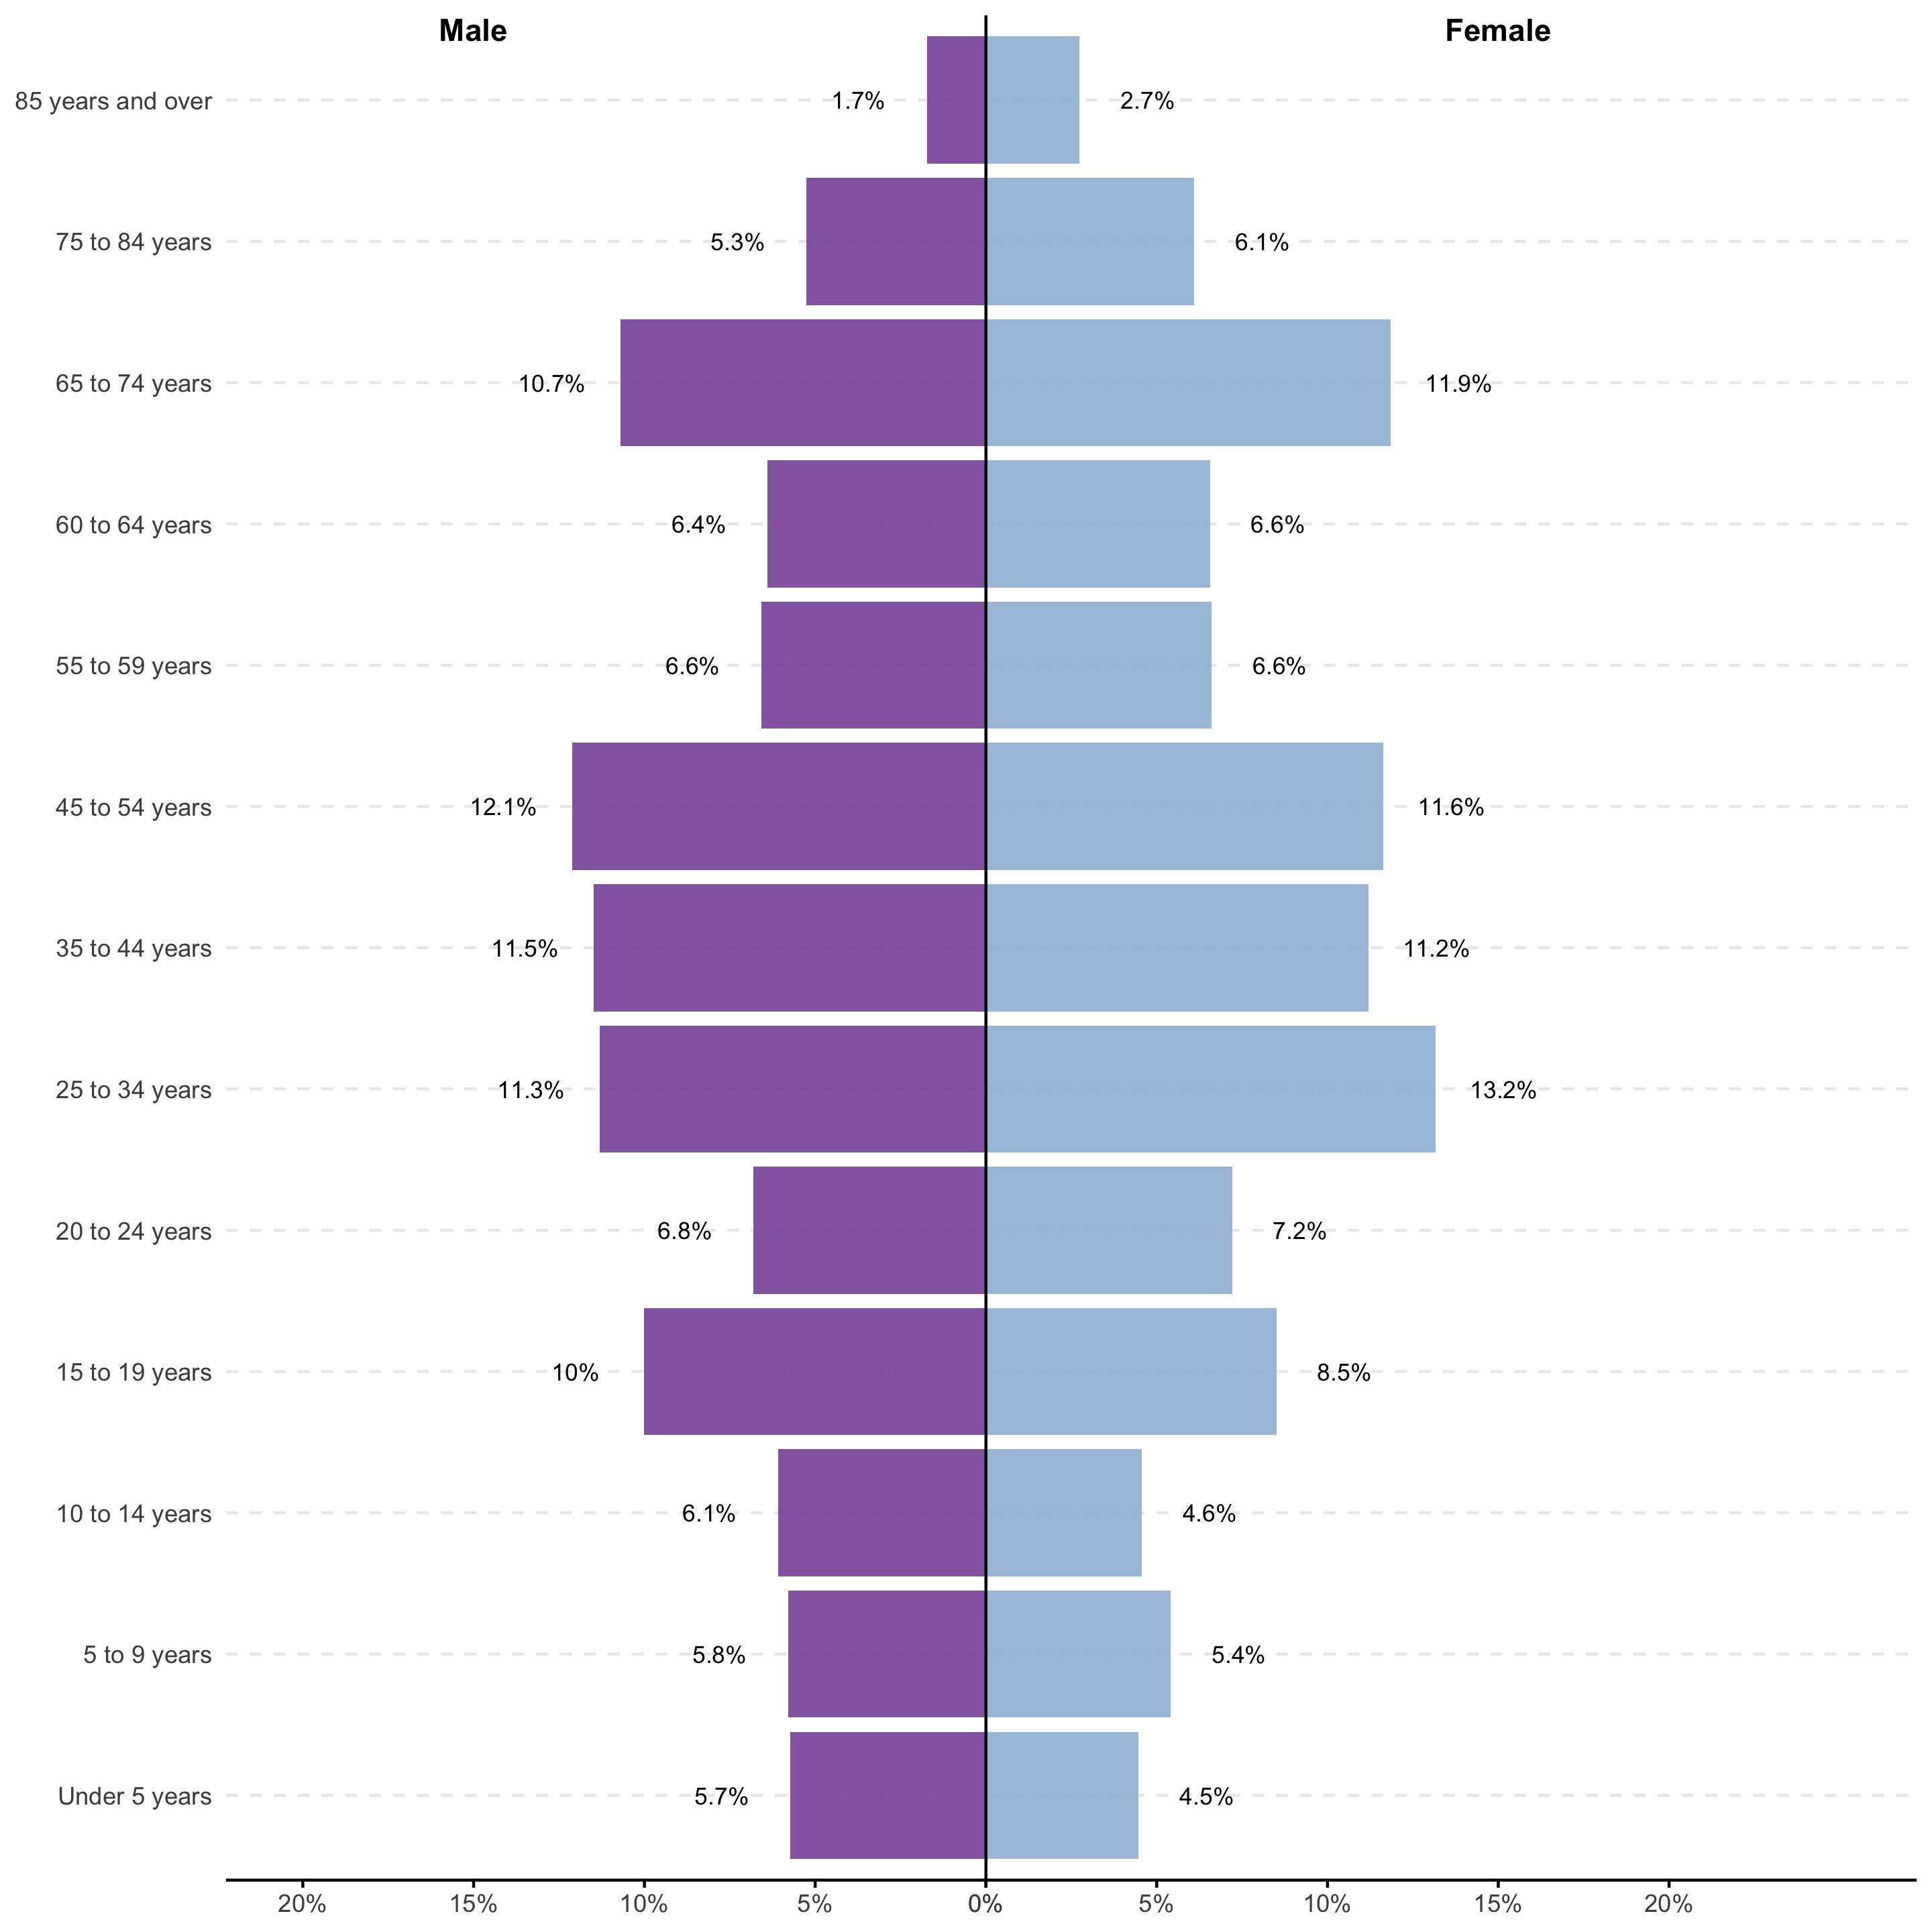 Male Female
85 years and over 1.7% 2.7%
75 to 84 years 5.3% 6.1%
65 to 74 years 10.7% 11.9%
60 to 64 years 6.4% 6.6%
55 to 59 years 6.6% 6.6%
45 to 54 years 12.1% 11.6%
35 to 44 years 11.5% 11.2%
25 to 34 years 11.3% 13.2%
20 to 24 years 6.8% 7.2%
15 to 19 years 10% 8.5%
10 to 14 years 6.1% 4.6%
5 to 9 years 5.8% 5.4%
Under 5 years 5.7% 4.5%
20% 15% 10% 5% 0% 5% 10% 15% 20%